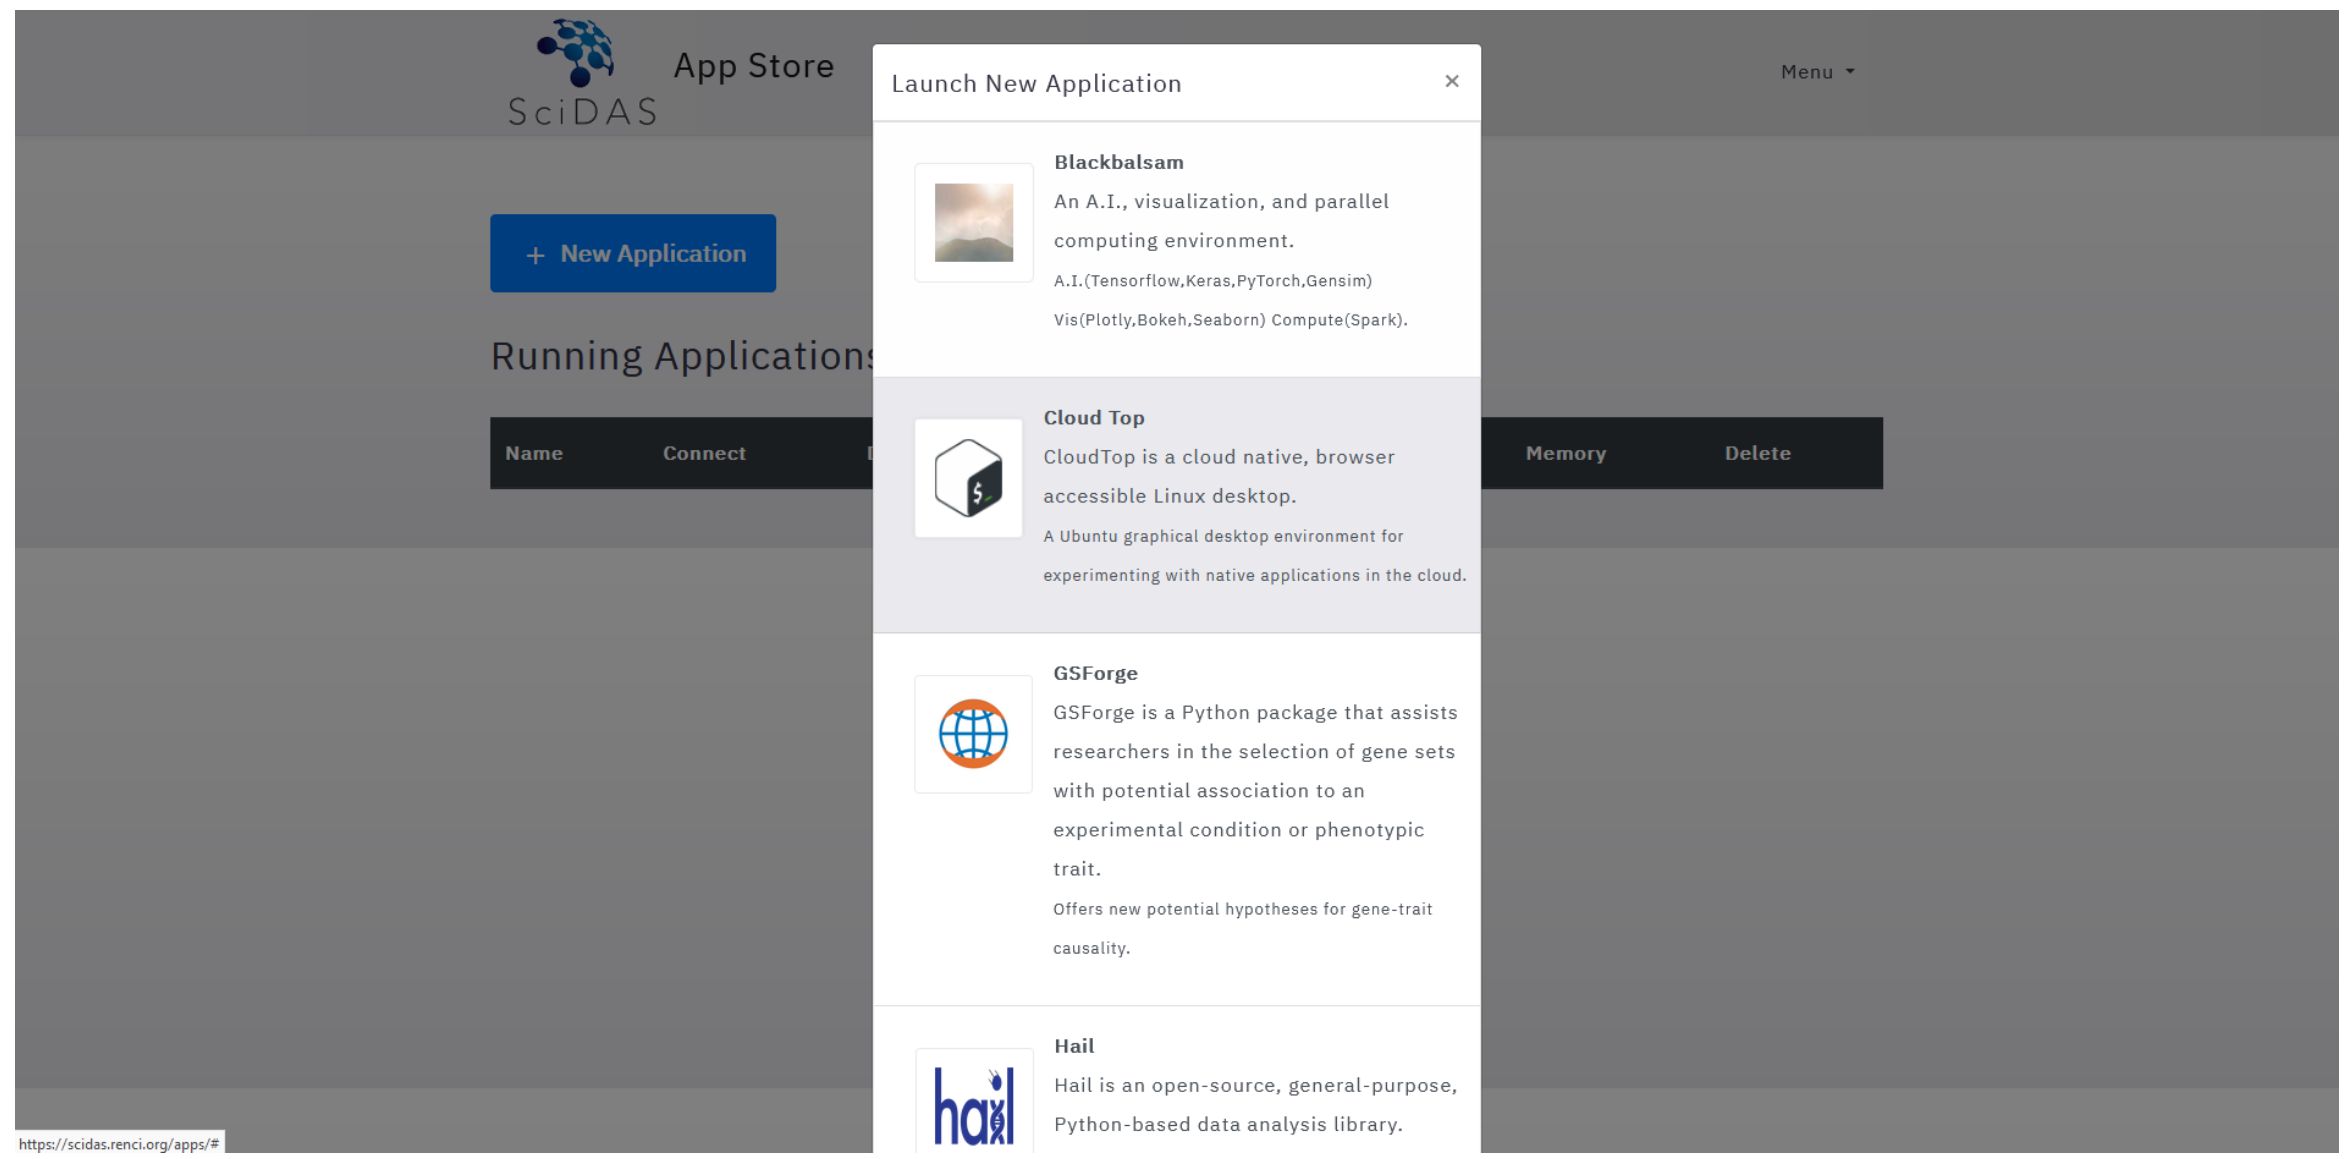 SciDAS
App Store
Menu
+ New Application
Running Applications
Name Connect Memory Delete
Launch New Application ×
Blackbalsam
An A.I., visualization, and parallel
computing environment.
A.I.(Tensorflow,Keras,PyTorch,Gensim)
Vis(Plotly,Bokeh,Seaborn) Compute(Spark).
Cloud Top
CloudTop is a cloud native, browser
accessible Linux desktop.
A Ubuntu graphical desktop environment for
experimenting with native applications in the cloud.
$_
GSForge
GSForge is a Python package that assists
researchers in the selection of gene sets
with potential association to an
experimental condition or phenotypic
trait.
Offers new potential hypotheses for gene-trait
causality.
hail
Hail
Hail is an open-source, general-purpose,
Python-based data analysis library.
https://scidas.renci.org/apps/#